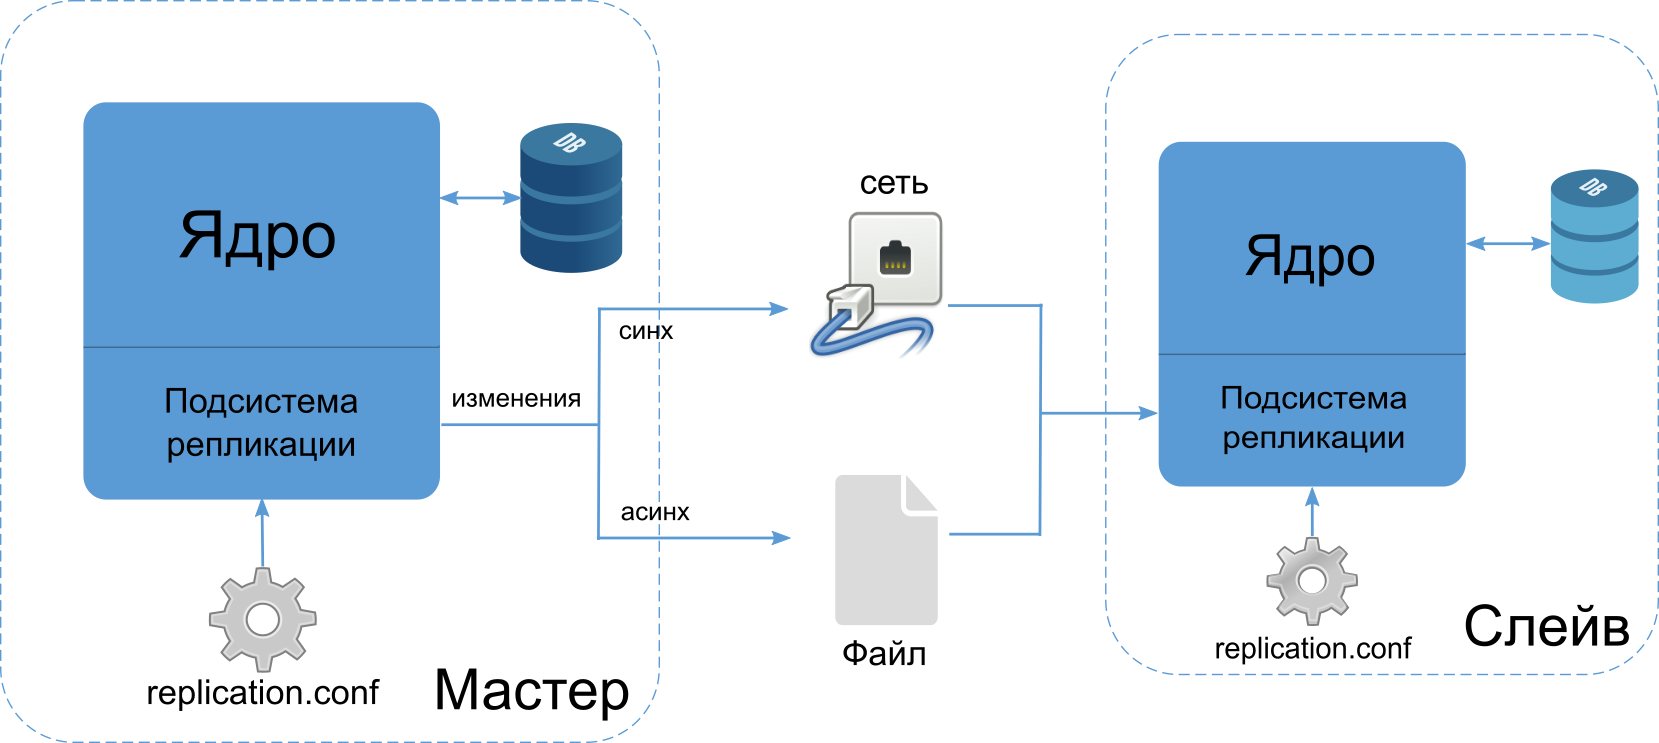 Ядро
DB
Подсистема
репликации
replication.conf
Мастер
изменения
синх
асинх
сеть
Файл
Ядро
DB
Подсистема
репликации
replication.conf
Слейв